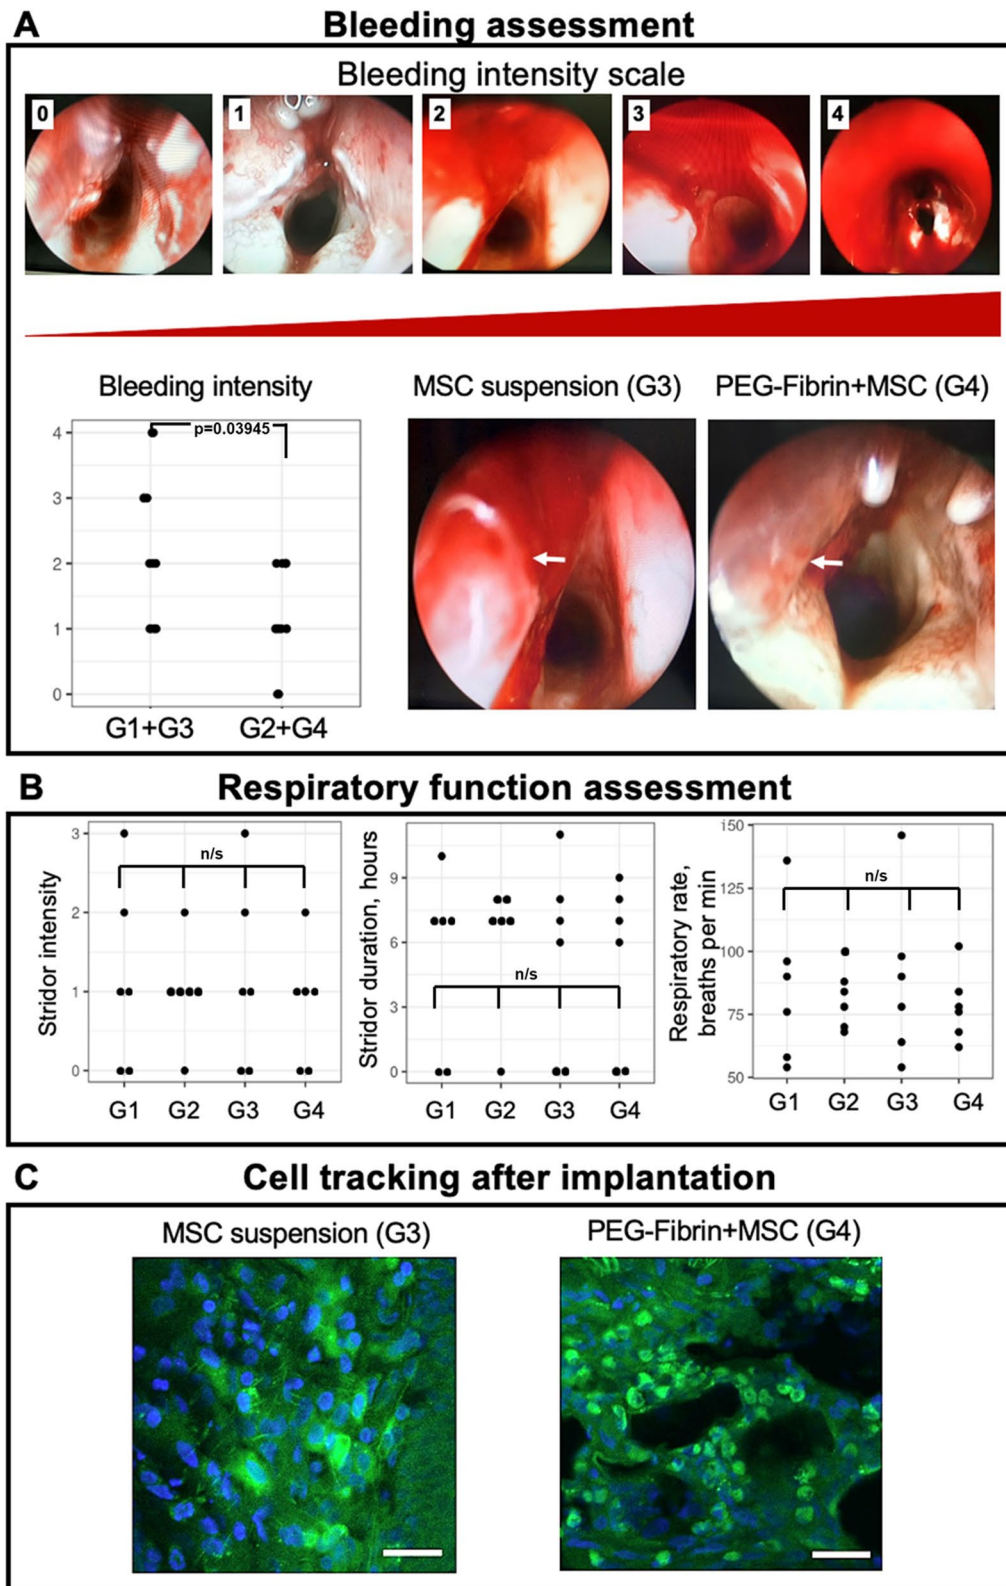 A Bleeding assessment
Bleeding intensity scale
0 1 2 3 4
Bleeding intensity
MSC suspension (G3) PEG-Fibrin+MSC (G4)
p=0.03945
4
3
2
1
0
G1+G3 G2+G4
B Respiratory function assessment
Stridor intensity
3
2
1
0
n/s
G1 G2 G3 G4
Stridor duration, hours
9
6
3
0
n/s
G1 G2 G3 G4
Respiratory rate,
breaths per min
150
125
100
75
50
n/s
G1 G2 G3 G4
C Cell tracking after implantation
MSC suspension (G3) PEG-Fibrin+MSC (G4)